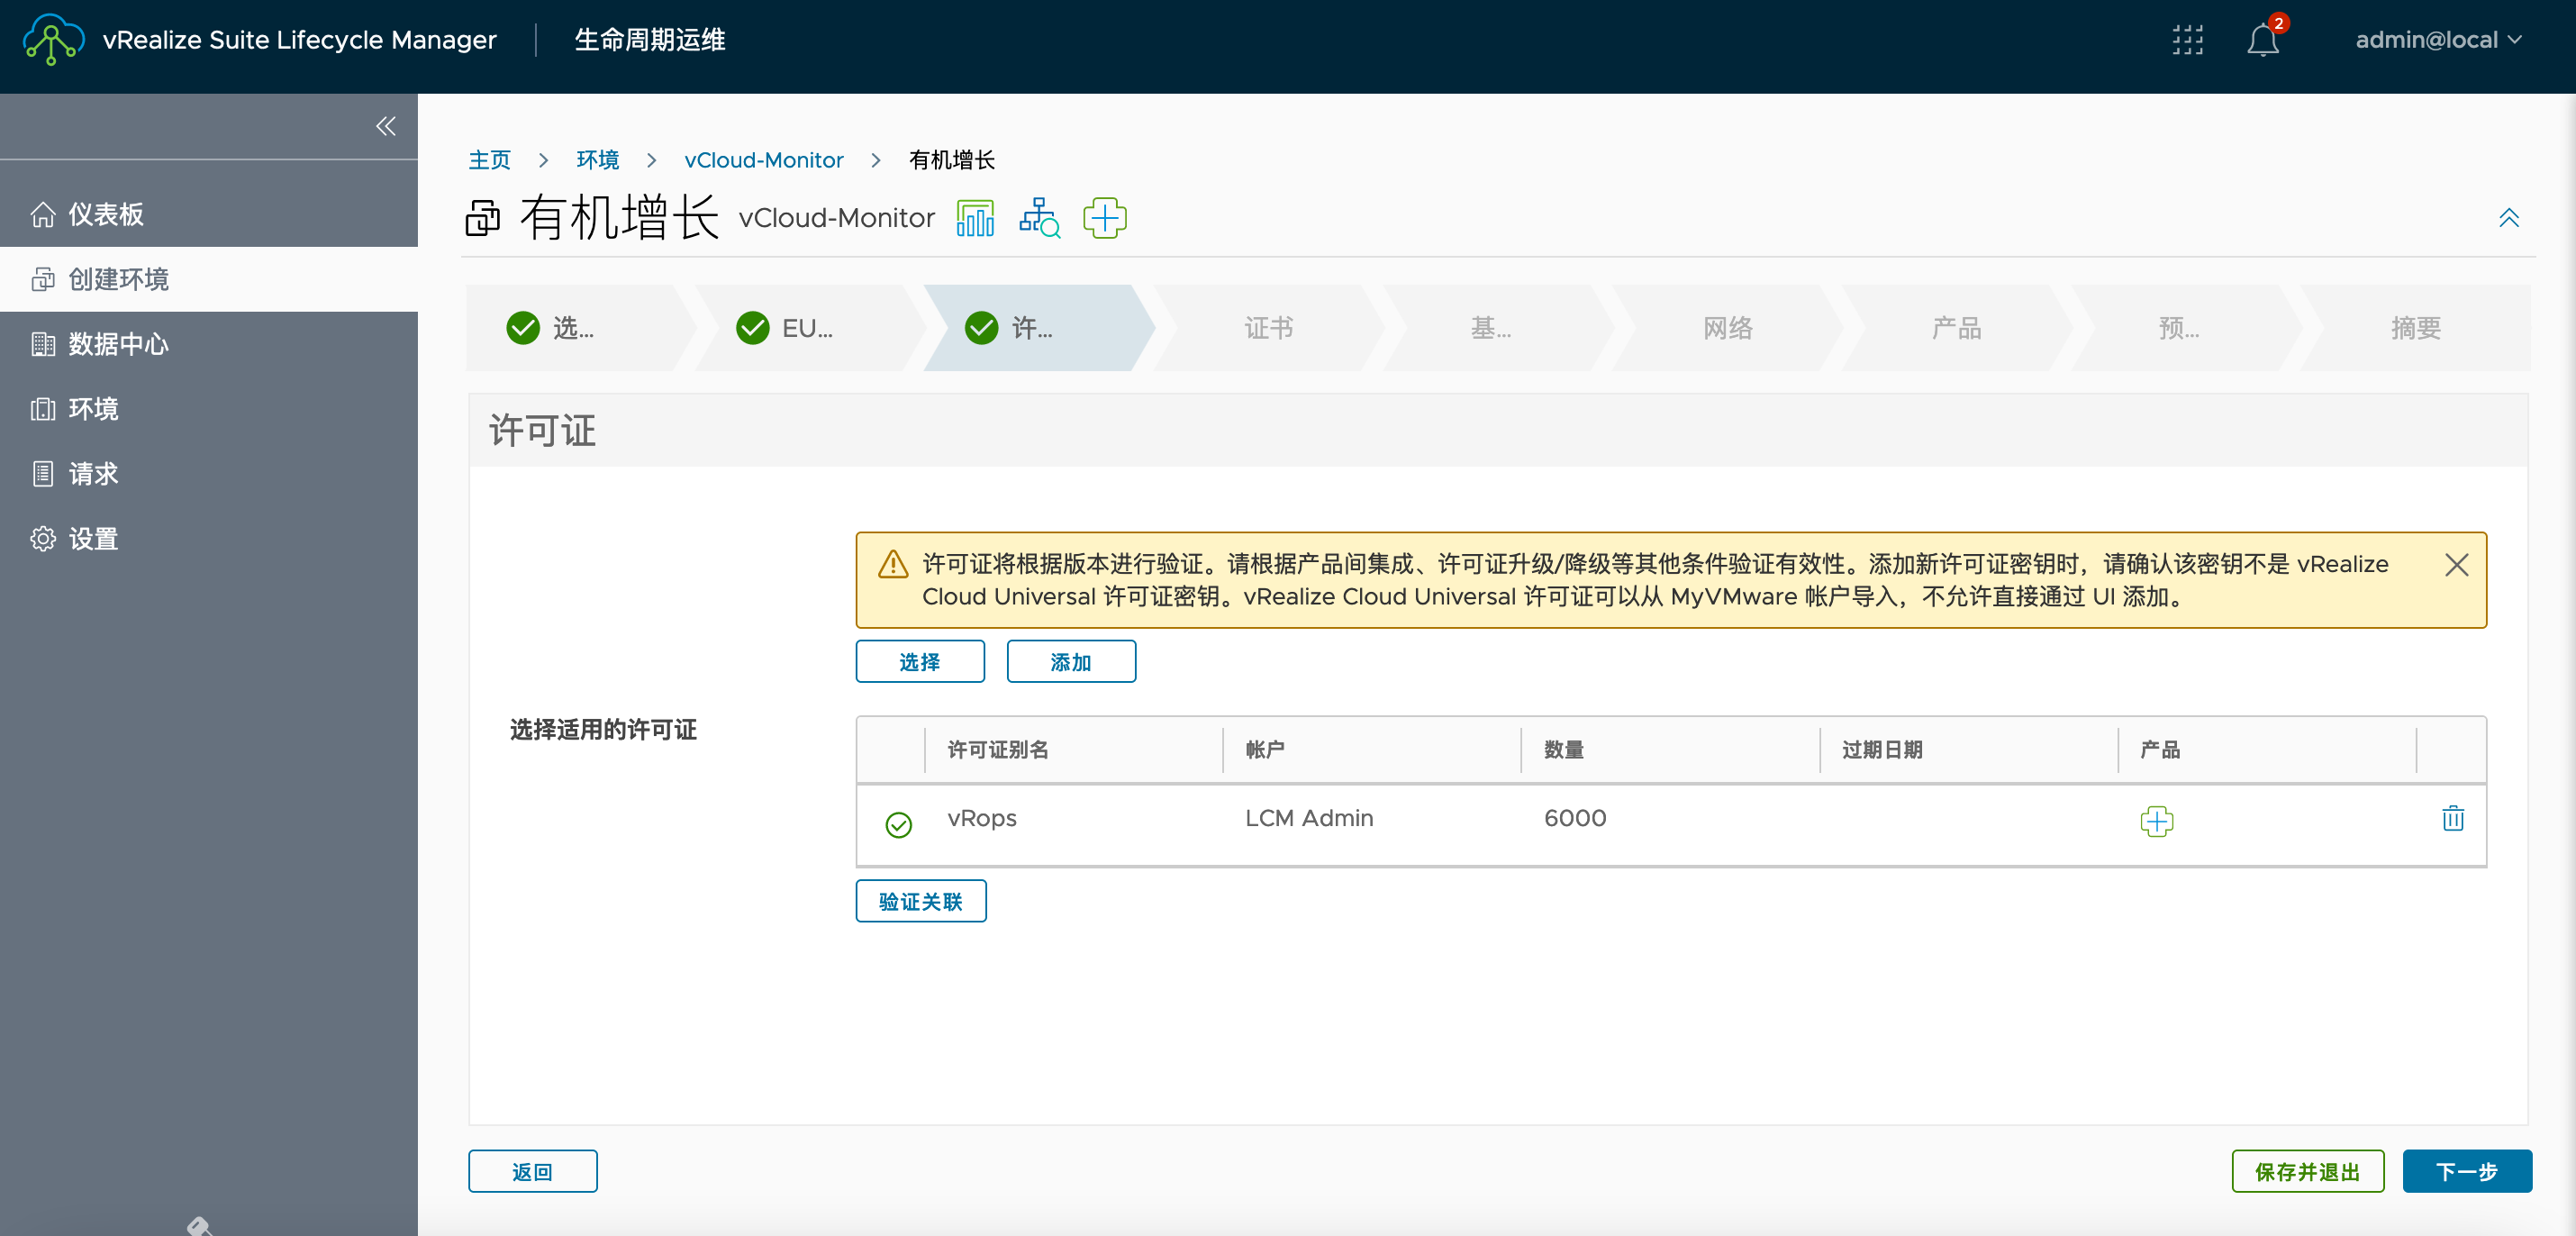 vRealize Suite Lifecycle Manager
生命周期运维
2
admin@local
仪表板
创建环境
数据中心
环境
请求
设置
主页 > 环境 > vCloud-Monitor > 有机增长
有机增长 vCloud-Monitor
选...
EU...
许...
证书
基...
网络
产品
预...
摘要
许可证
许可证将根据版本进行验证。请根据产品间集成、许可证升级/降级等其他条件验证有效性。添加新许可证密钥时，请确认该密钥不是 vRealize
Cloud Universal 许可证密钥。vRealize Cloud Universal 许可证可以从 MyVMware 帐户导入，不允许直接通过 UI 添加。
选择
添加
选择适用的许可证
许可证别名 帐户 数量 过期日期 产品
vRops LCM Admin 6000
验证关联
返回
保存并退出
下一步